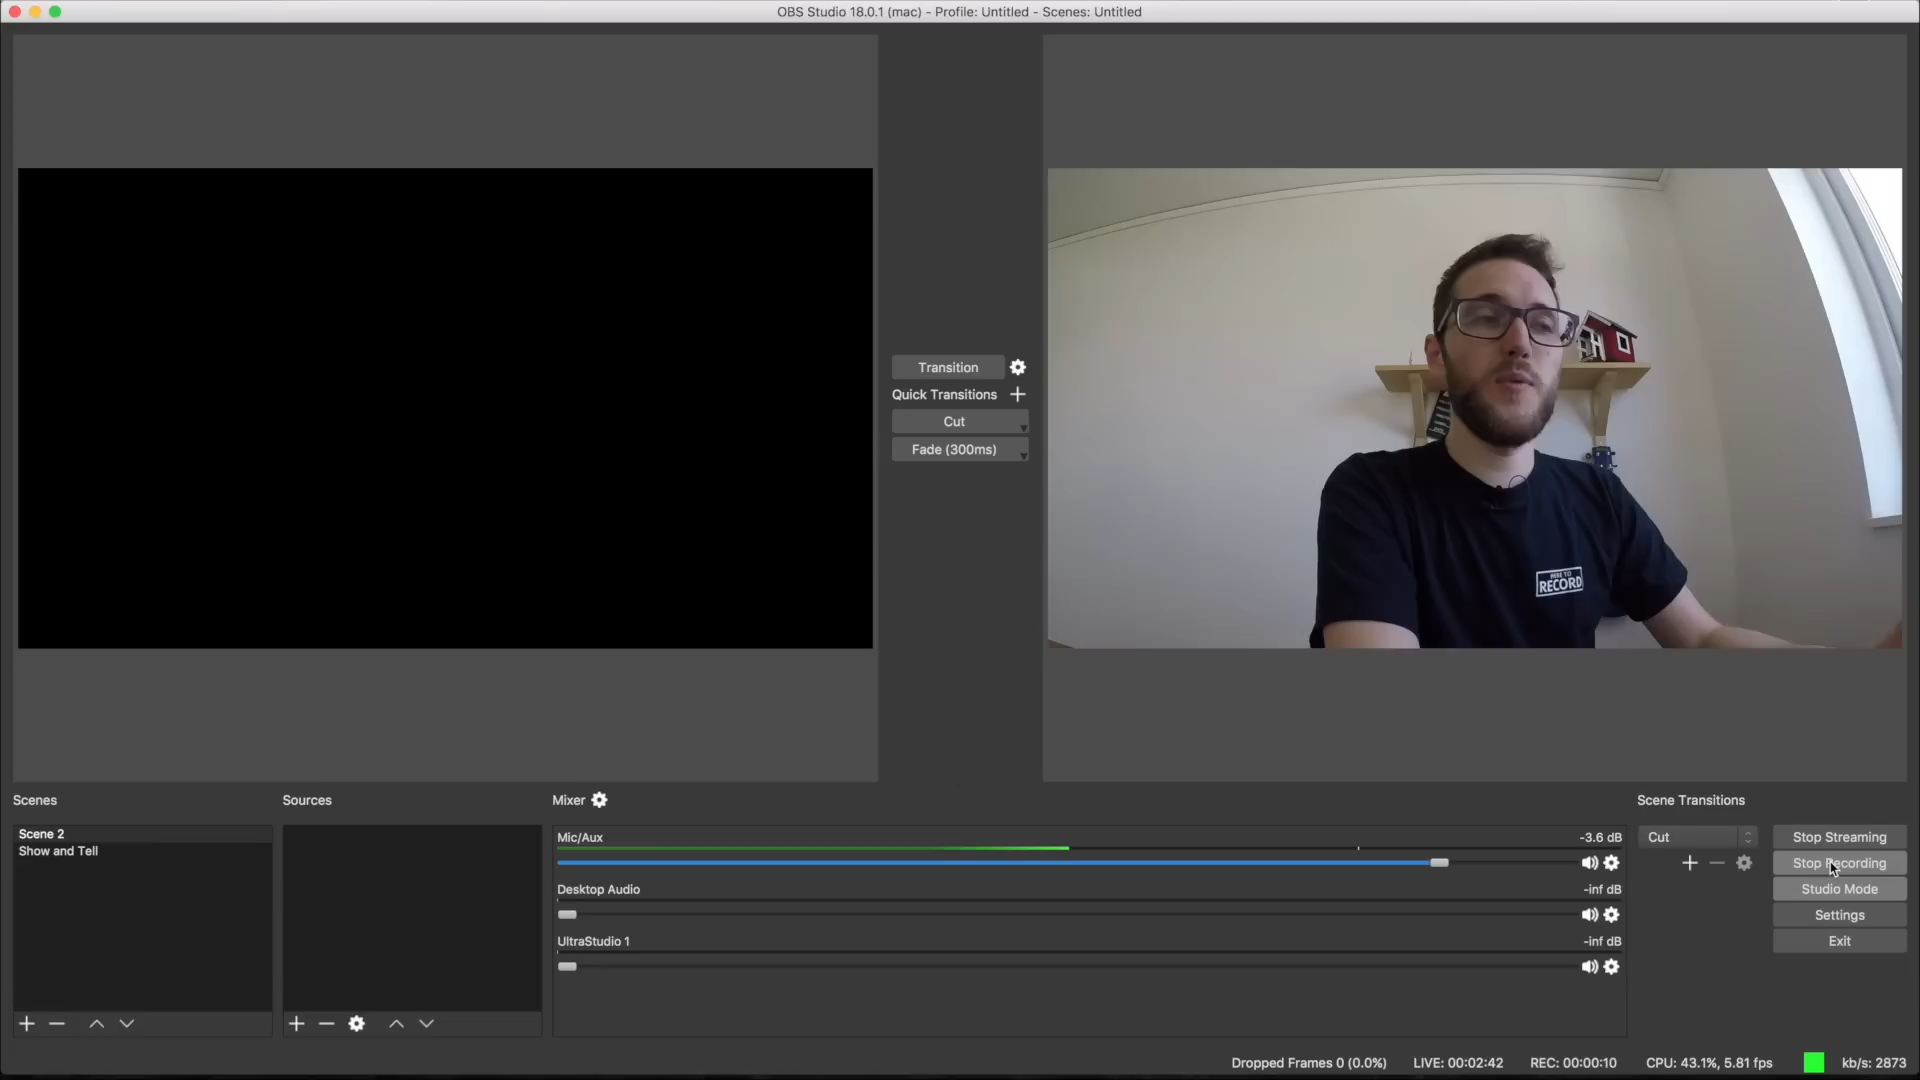 OBS Studio 18.0.1 (mac) - Profile: Untitled - Scenes: Untitled
Transition
Quick Transitions
Cut
Fade (300ms)
HERE TO
RECORD
Scenes
Scene 2
Show and Tell
Sources
Mixer
Mic/Aux
-3.6 dB
Desktop Audio
-inf dB
UltraStudio 1
-inf dB
Scene Transitions
Cut
Stop Streaming
Stop Recording
Studio Mode
Settings
Exit
Dropped Frames 0 (0.0%)
LIVE: 00:02:42
REC: 00:00:10
CPU: 43.1%, 5.81 fps
kb/s: 2873